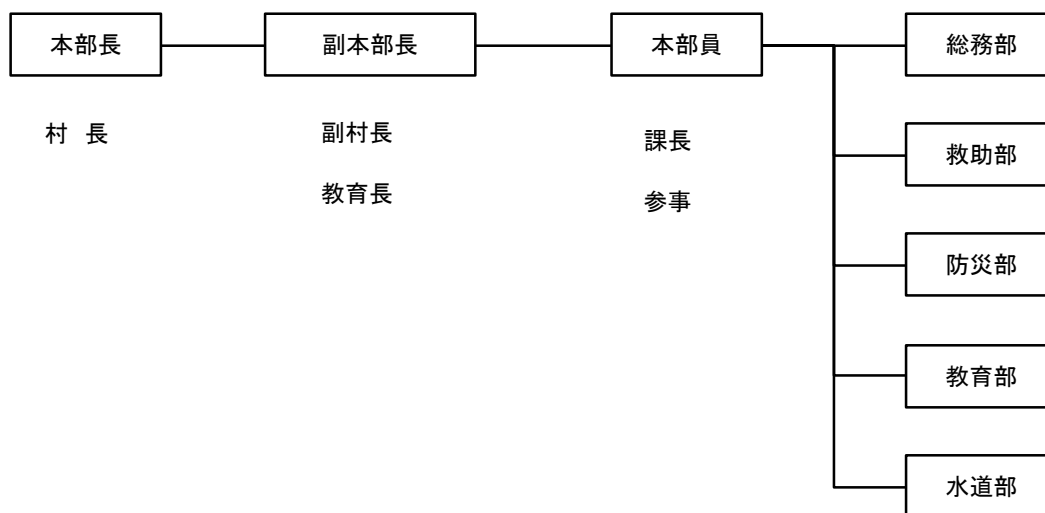 本部長 副本部長 本部員 総務部
村 長 副村長 課長 救助部
教育長 参事
防災部
教育部
水道部